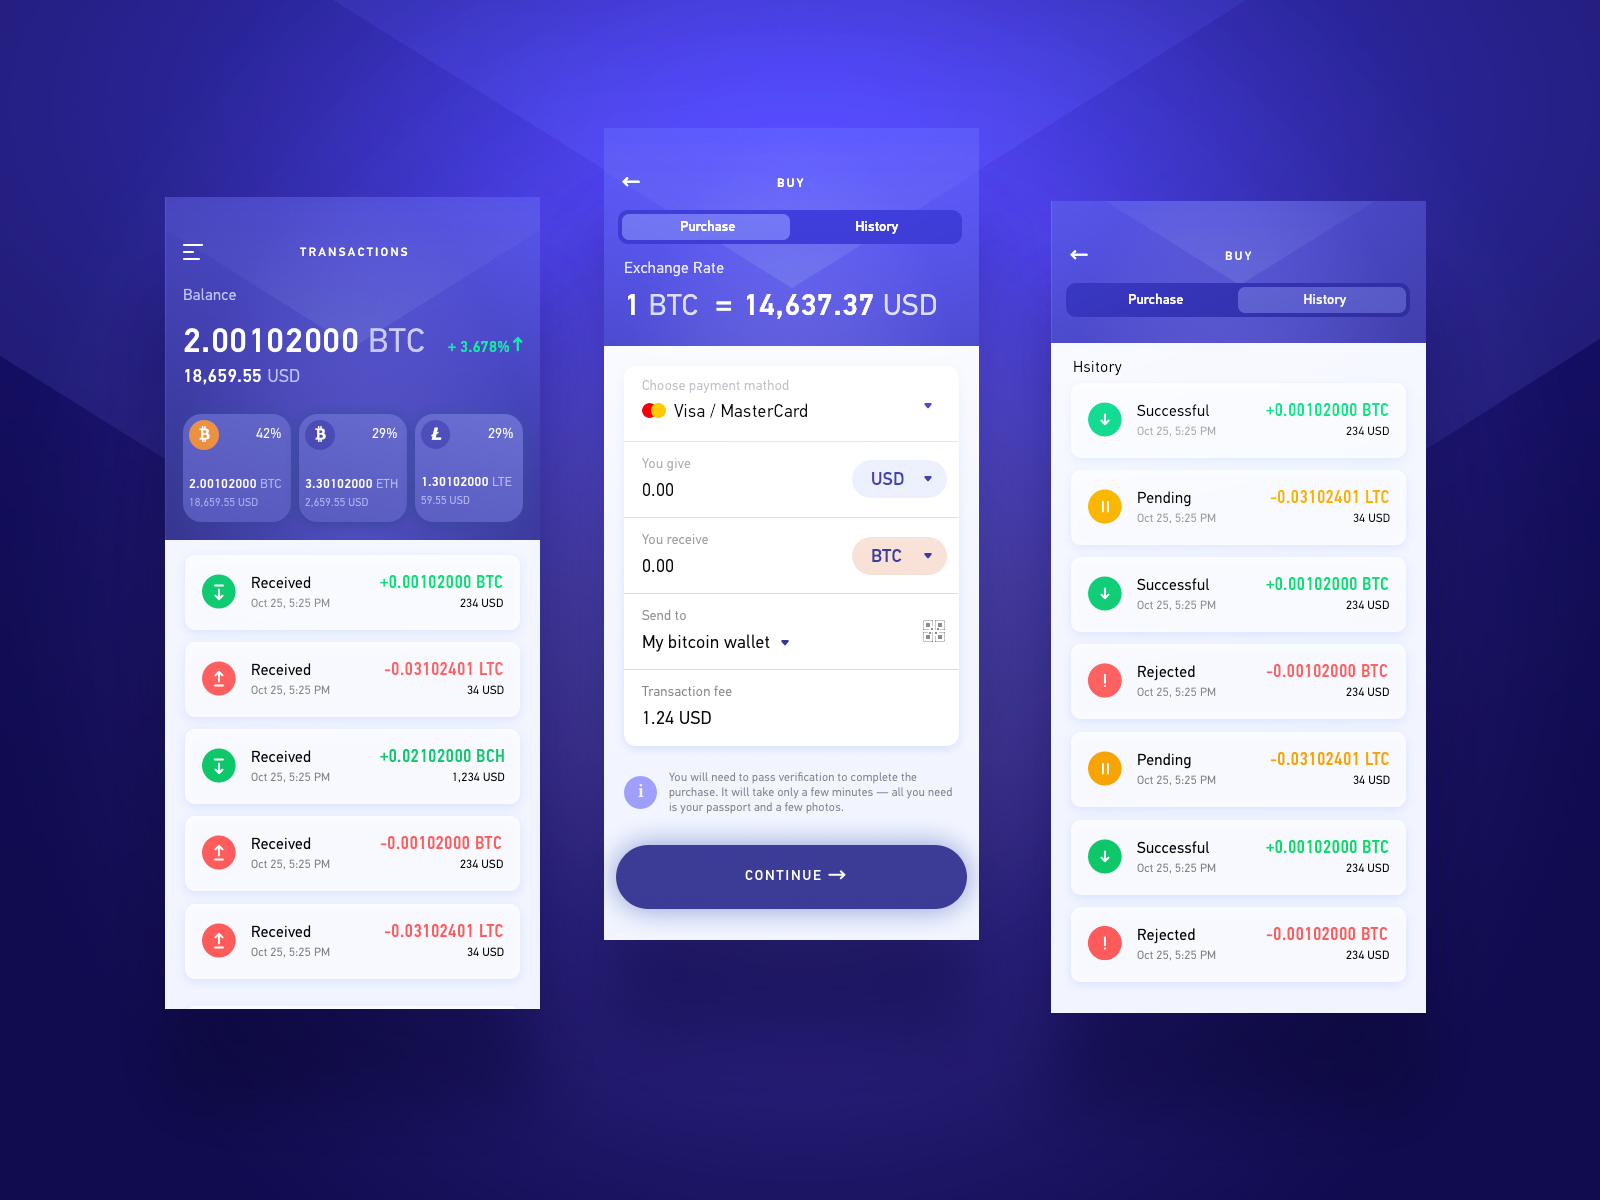 TRANSACTIONS
Balance
2.00102000 BTC + 3.678%
18,659.55 USD
42%
2.00102000 BTC
18,659.55 USD
29%
3.30102000 ETH
2,659.55 USD
29%
1.30102000 LTE
59.55 USD
Received +0.00102000 BTC
Oct 25, 5:25 PM 234 USD
Received -0.03102401 LTC
Oct 25, 5:25 PM 34 USD
Received +0.02102000 BCH
Oct 25, 5:25 PM 1,234 USD
Received -0.00102000 BTC
Oct 25, 5:25 PM 234 USD
Received -0.03102401 LTC
Oct 25, 5:25 PM 34 USD
BUY
Purchase History
Exchange Rate
1 BTC = 14,637.37 USD
Choose payment mathod
Visa / MasterCard
You give
0.00 USD
You receive
0.00 BTC
Send to
My bitcoin wallet
Transaction fee
1.24 USD
You will need to pass verification to complete the
purchase. It will take only a few minutes — all you need
is your passport and a few photos.
CONTINUE
BUY
Purchase History
Hsitory
Successful +0.00102000 BTC
Oct 25, 5:25 PM 234 USD
Pending -0.03102401 LTC
Oct 25, 5:25 PM 34 USD
Successful +0.00102000 BTC
Oct 25, 5:25 PM 234 USD
Rejected -0.00102000 BTC
Oct 25, 5:25 PM 234 USD
Pending -0.03102401 LTC
Oct 25, 5:25 PM 34 USD
Successful +0.00102000 BTC
Oct 25, 5:25 PM 234 USD
Rejected -0.00102000 BTC
Oct 25, 5:25 PM 234 USD